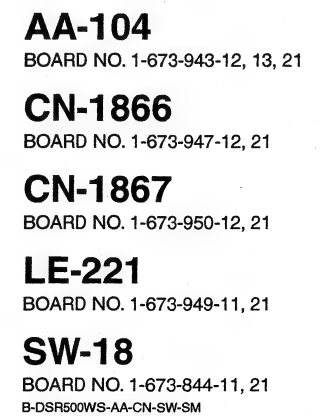 AA-104
BOARD NO. 1-673-943-12, 13, 21
CN-1866
BOARD NO. 1-673-947-12, 21
CN-1867
BOARD NO. 1-673-950-12, 21
LE-221
BOARD NO. 1-673-949-11, 21
SW-18
BOARD NO. 1-673-844-11, 21
B-DSR500WS-AA-CN-SW-SM